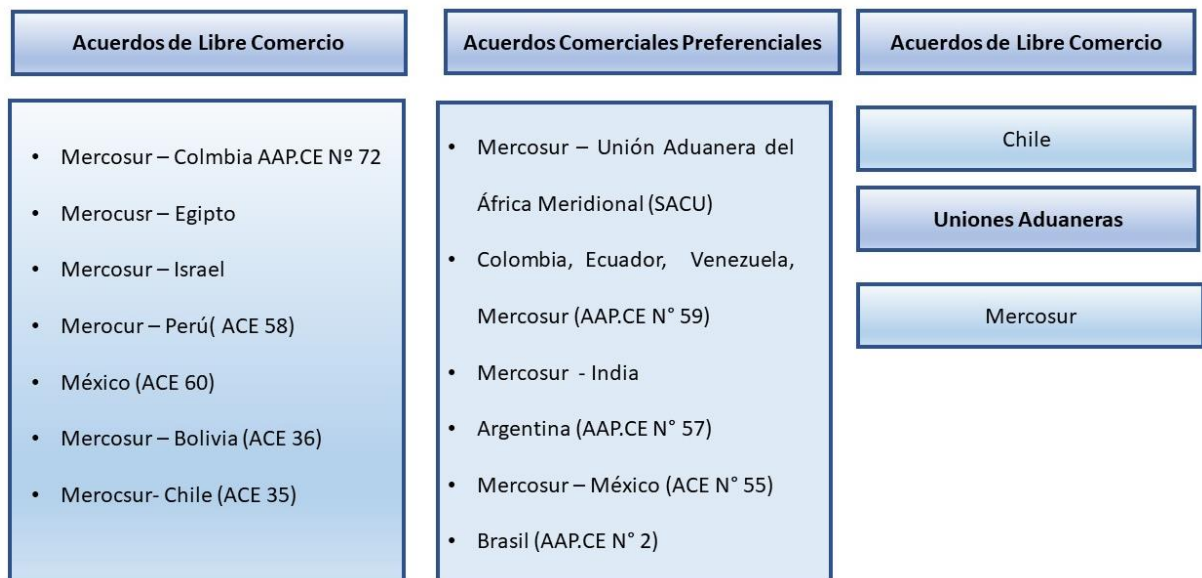 Acuerdos de Libre Comercio
• Mercosur – Colmbia AAP.CE Nº 72
• Merocusr – Egipto
• Mercosur – Israel
• Merocur – Perú( ACE 58)
• México (ACE 60)
• Mercosur – Bolivia (ACE 36)
• Merocsur- Chile (ACE 35)
Acuerdos Comerciales Preferenciales
• Mercosur – Unión Aduanera del
África Meridional (SACU)
• Colombia, Ecuador, Venezuela,
Mercosur (AAP.CE N° 59)
• Mercosur - India
• Argentina (AAP.CE N° 57)
• Mercosur – México (ACE N° 55)
• Brasil (AAP.CE N° 2)
Acuerdos de Libre Comercio
Chile
Uniones Aduaneras
Mercosur